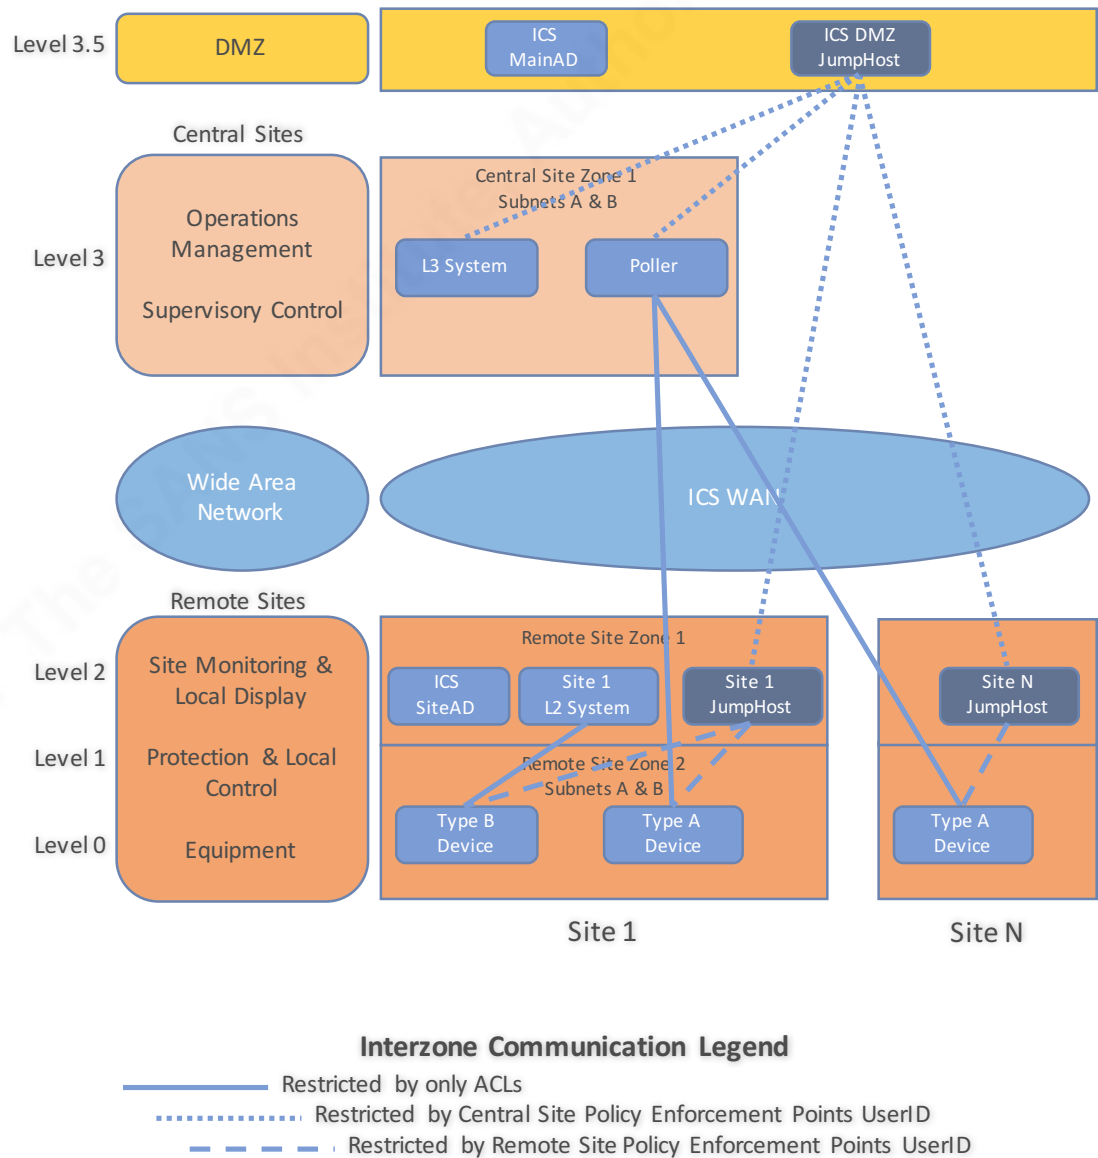 Level 3.5
DMZ
ICS
MainAD
ICS DMZ
JumpHost
Central Sites
Level 3
Operations
Management
Supervisory Control
Central Site Zone 1
Subnets A & B
L3 System
Poller
Wide Area
Network
ICS WAN
Remote Sites
Level 2
Site Monitoring &
Local Display
Level 1
Protection & Local
Control
Level 0
Equipment
Remote Site Zone 1
ICS
SiteAD
Site 1
L2 System
Site 1
JumpHost
Remote Site Zone 2
Subnets A & B
Type B
Device
Type A
Device
Site N
JumpHost
Type A
Device
Site 1
Site N
Interzone Communication Legend
Restricted by only ACLs
Restricted by Central Site Policy Enforcement Points UserID
Restricted by Remote Site Policy Enforcement Points UserID